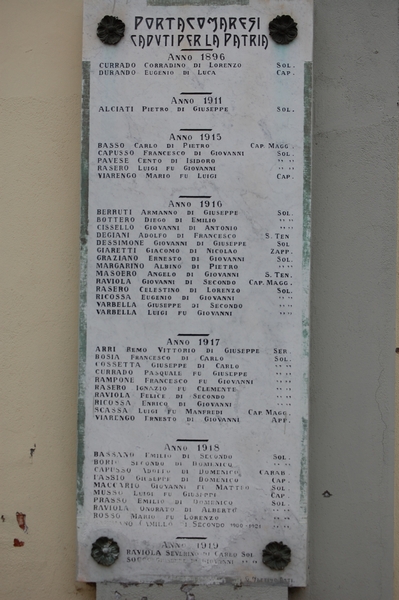 PORTACOMARESI
CADUTI PER LA PATRIA
ANNO 1896
CURRADO CORRADINO DI LORENZO SOL.
DURANDO EUGENIO DI LUCA CAP.
ANNO 1911
ALCIATI PIETRO DI GIUSEPPE SOL.
ANNO 1915
BASSO CARLO DI PIETRO CAP. MAGG.
CAPUSSO FRANCESCO DI GIOVANNI SOL.
PAVESE CENTO DI ISIDORO " "
RASERO LUIGI FU GIOVANNI " "
VIARENGO MARIO FU LUIGI CAP.
ANNO 1916
BERRUTI ARMANNO DI GIUSEPPE SOL.
BOTTERO DIEGO DI EMILIO " "
CISSELLO GIOVANNI DI ANTONIO " "
DEGIANI ADOLFO DI FRANCESCO S. TEN
DESSIMONE GIOVANNI DI GIUSEPPE SOL
GIARETTI GIACOMO DI NICOLAO ZAPP.
GRAZIANO ERNESTO DI GIOVANNI SOL.
MARGARINO ALBINO DI PIETRO " "
MASOERO ANGELO DI GIOVANNI S. TEN.
RAVIOLA GIOVANNI DI SECONDO CAP. MAGG.
RASERO CELESTINO DI LORENZO SOL.
RICOSSA EUGENIO DI GIOVANNI " "
VARBELLA GIUSEPPE DI SECONDO " "
VARBELLA LUIGI FU GIOVANNI " "
ANNO 1917
ARRI REMO VITTORIO DI GIUSEPPE SER.
BOSIA FRANCESCO DI CARLO SOL.
COSSETTA GIUSEPPE DI CARLO " "
CURRADO PASQUALE FU GIUSEPPE " "
RAMPONE FRANCESCO FU GIOVANNI " "
RASERO IGNAZIO FU CLEMENTE " "
RAVIOLA FELICE DI SECONDO " "
RICOSSA ENRICO DI GIOVANNI " "
SCASSA LUIGI FU MANFREDI CAP. MAGG.
VIARENGO ERNESTO DI GIOVANNI ASP.
ANNO 1918
BASSANO EMILIO DI SECONDO SOL.
SECONDO DI DOMENICO " "
CAPUSSO ADOLFO DI DOMENICO CARAB.
FASSIO GIUSEPPE DI DOMENICO CAP.
MACCARIO GIOVANNI FU MATTEO SOL.
MUSSO LUIGI FU GIUSEPPE CAP.
PRASSO EMILIO DI DOMENICO SOL.
RAVIOLA ONORATO DI ALBERTO " "
ROSSO MARIO FU LORENZO " "
DI SECONDO
ANNO 1919
RAVIOLA SEVERINO DI CARLO SOL.